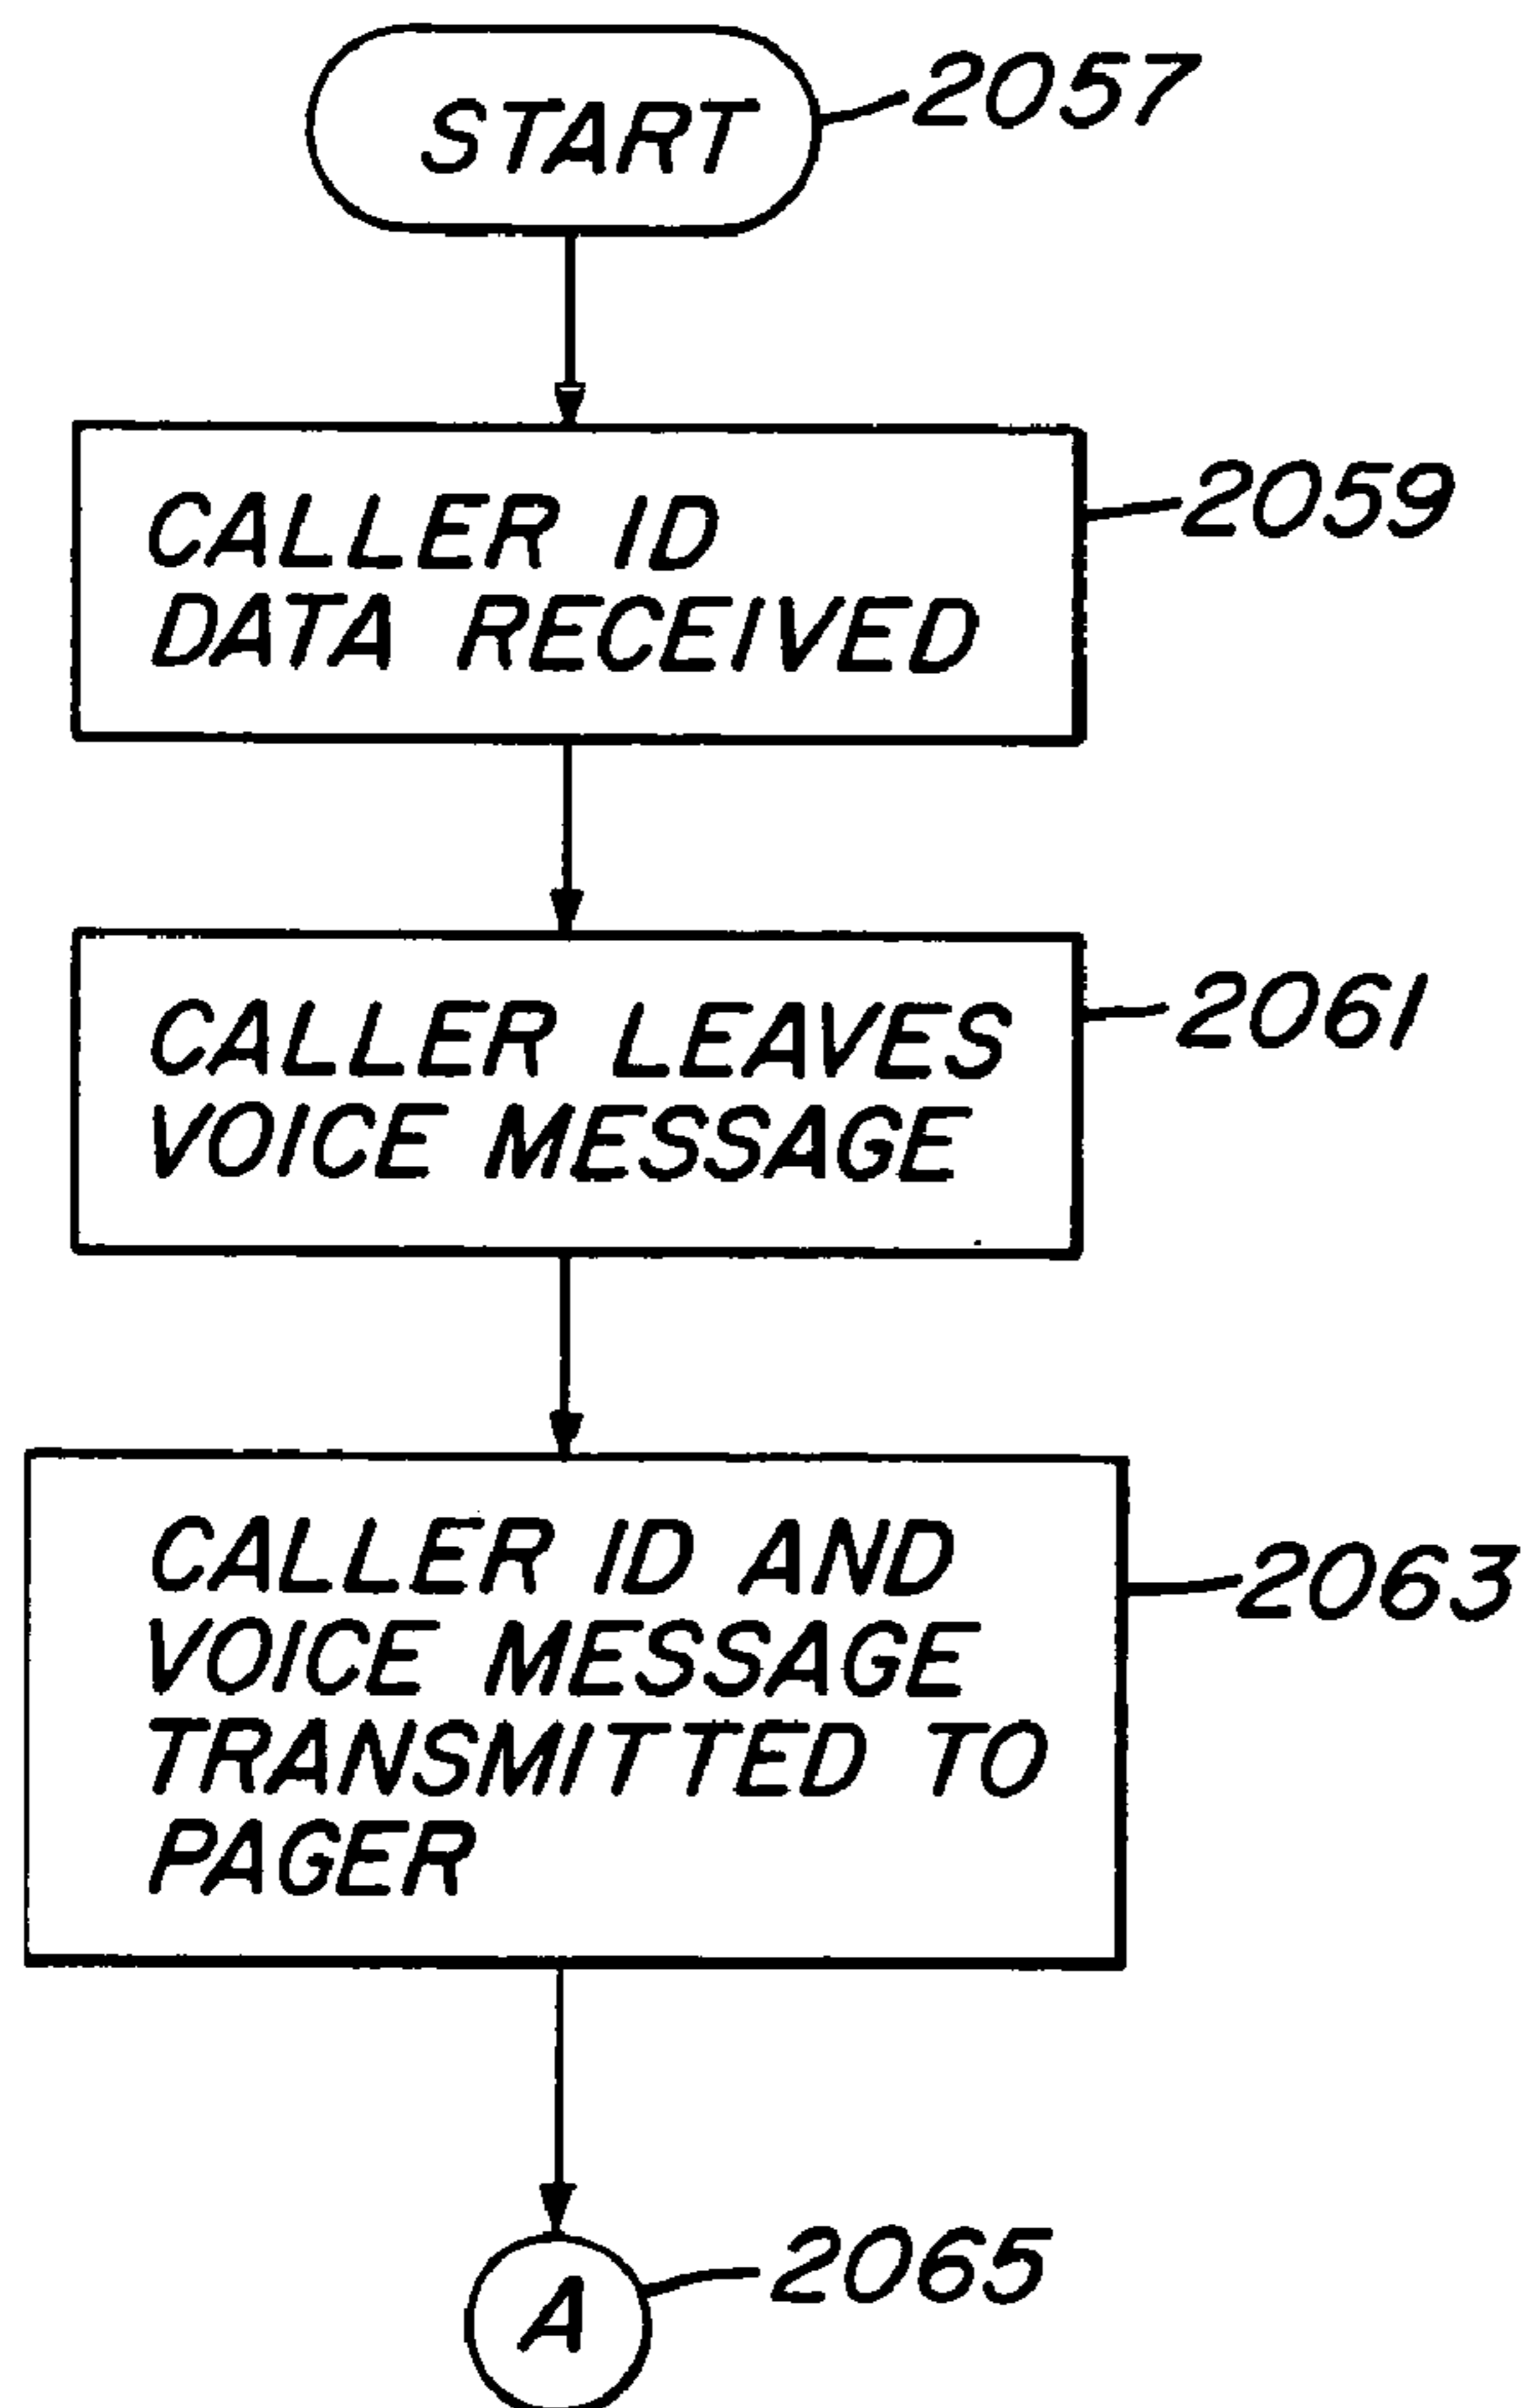 START
2057
CALLER ID
DATA RECEIVED
2059
CALLER LEAVES
VOICE MESSAGE
2061
CALLER ID AND
VOICE MESSAGE
TRANSMITTED TO
PAGER
2063
A
2065